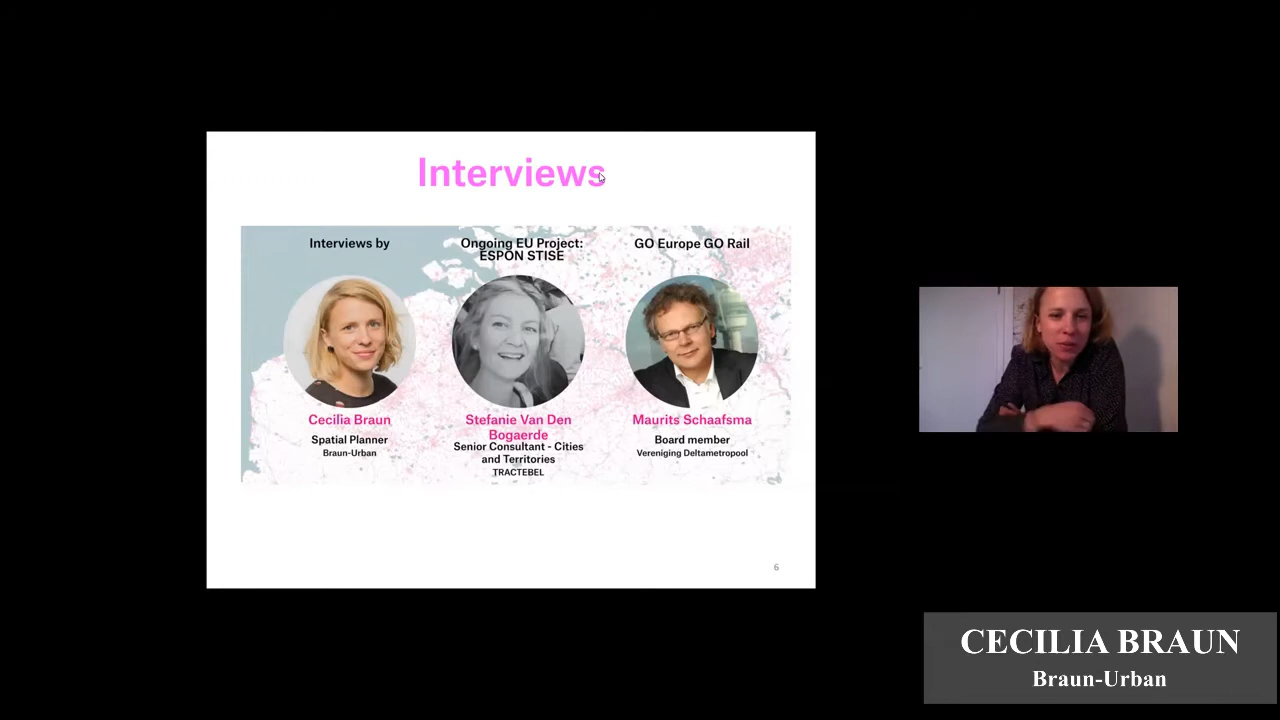 Interviews
Interviews by
Cecilia Braun
Spatial Planner
Braun-Urban
Ongoing EU Project:
ESPON STISE
Stefanie Van Den
Bogaerde
Senior Consultant - Cities
and Territories
TRACTEBEL
GO Europe GO Rail
Maurits Schaafsma
Board member
Vereniging Deltametropool
6
CECILIA BRAUN
Braun-Urban